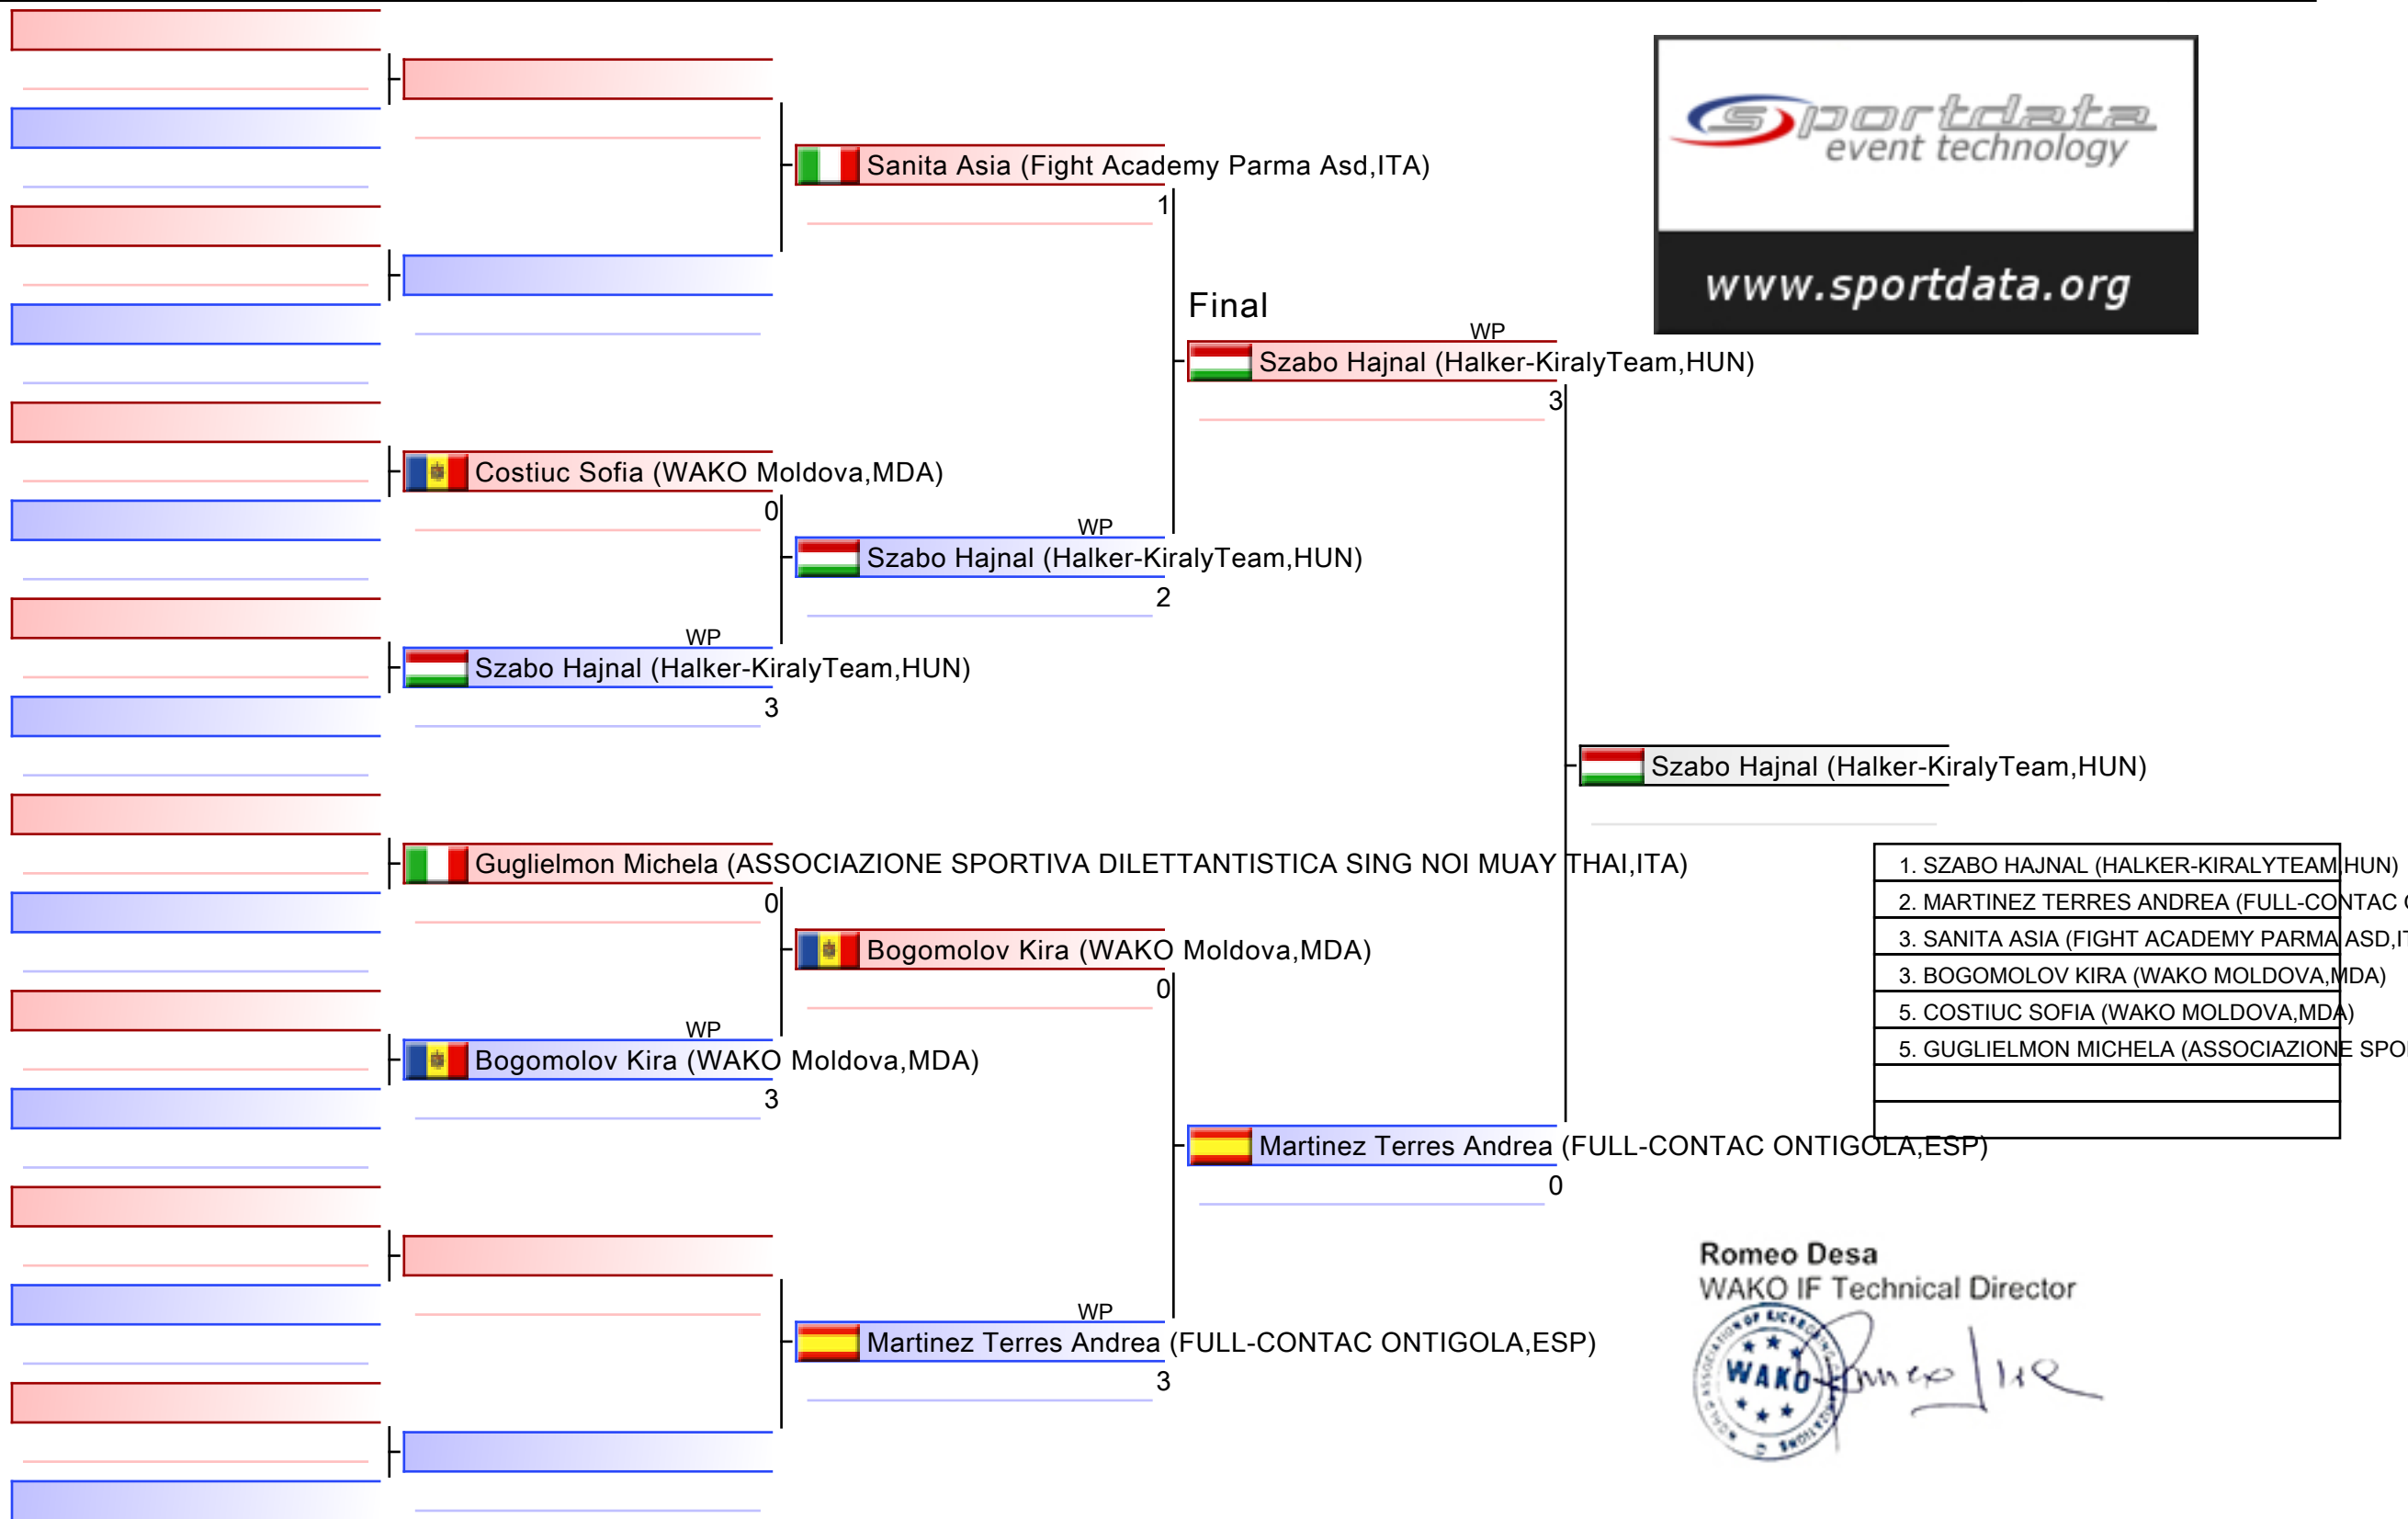 sportdata
event technology
www.sportdata.org
Sanita Asia (Fight Academy Parma Asd,ITA)
1
Final
WP
Szabo Hajnal (Halker-KiralyTeam,HUN)
3
Costiuc Sofia (WAKO Moldova,MDA)
0
WP
Szabo Hajnal (Halker-KiralyTeam,HUN)
2
WP
Szabo Hajnal (Halker-KiralyTeam,HUN)
3
Szabo Hajnal (Halker-KiralyTeam,HUN)
Guglielmon Michela (ASSOCIAZIONE SPORTIVA DILETTANTISTICA SING NOI MUAY THAI,ITA)
0
Bogomolov Kira (WAKO Moldova,MDA)
0
WP
Bogomolov Kira (WAKO Moldova,MDA)
3
Martinez Terres Andrea (FULL-CONTAC ONTIGOLA,ESP)
0
WP
Martinez Terres Andrea (FULL-CONTAC ONTIGOLA,ESP)
3
1. SZABO HAJNAL (HALKER-KIRALYTEAM,HUN)
2. MARTINEZ TERRES ANDREA (FULL-CONTAC
3. SANITA ASIA (FIGHT ACADEMY PARMA ASD,IT
3. BOGOMOLOV KIRA (WAKO MOLDOVA,MDA)
5. COSTIUC SOFIA (WAKO MOLDOVA,MDA)
5. GUGLIELMON MICHELA (ASSOCIAZIONE SPO
Romeo Desa
WAKO IF Technical Director
WAKO